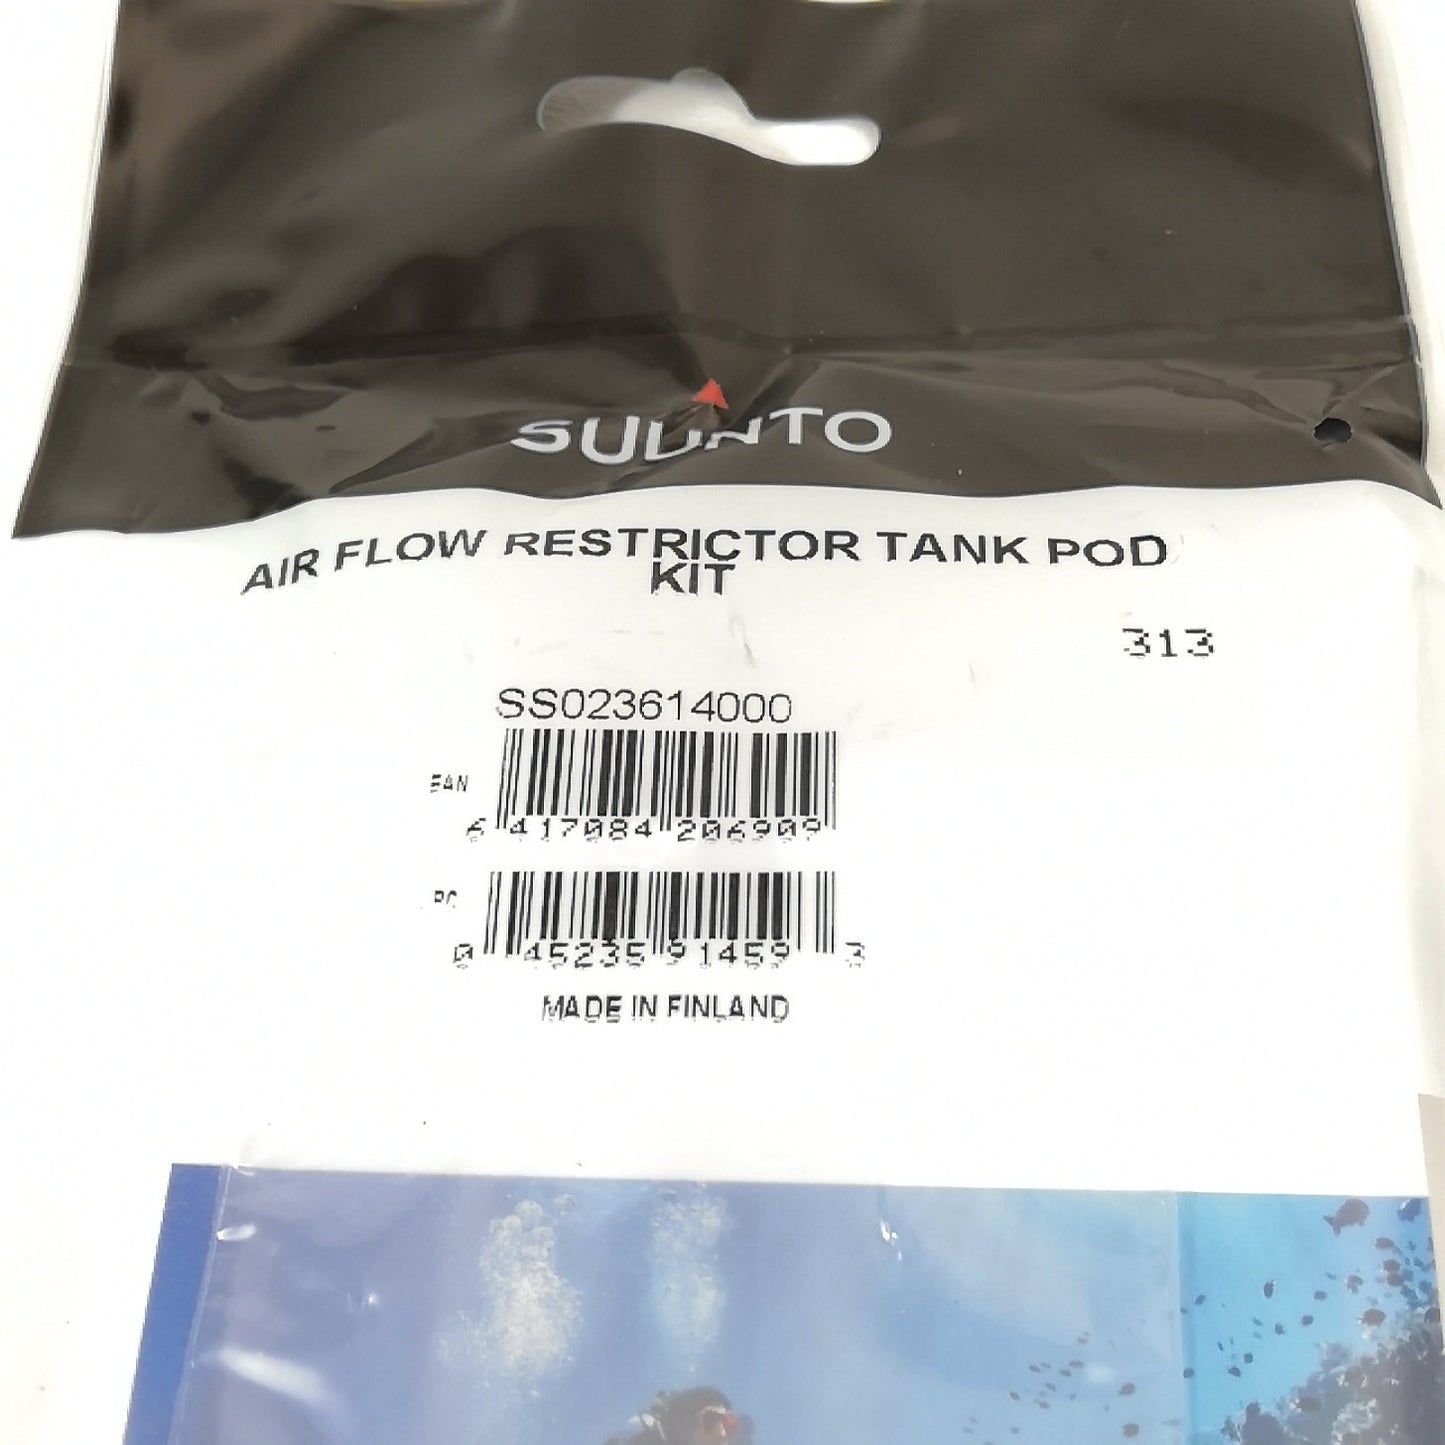 SUUNTO
AIR FLOW RESTRICTOR TANK POD
KIT
313
SS023614000
EAN
6 417084 206909
PC
0 45235 91459 3
MADE IN FINLAND